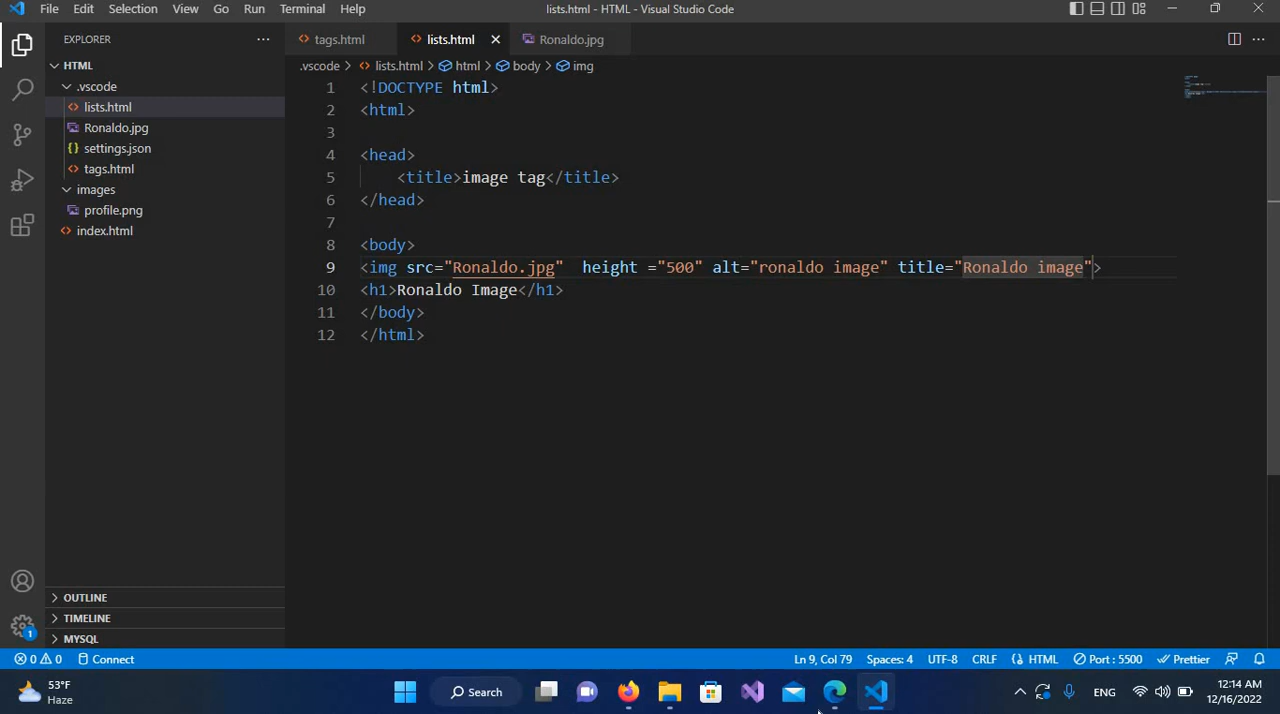 File Edit Selection View Go Run Terminal Help lists.html - HTML - Visual Studio Code
EXPLORER ··· tags.html lists.html Ronaldo.jpg
HTML
.vscode > lists.html > html > body > img
.vscode
lists.html
Ronaldo.jpg
settings.json
tags.html
images
profile.png
index.html
1 <!DOCTYPE html>
2 <html>
3
4 <head>
5 <title>image tag</title>
6 </head>
7
8 <body>
9 <img src="Ronaldo.jpg"  height ="500" alt="ronaldo image" title="Ronaldo image">
10 <h1>Ronaldo Image</h1>
11 </body>
12 </html>
OUTLINE
TIMELINE
MYSQL
1
0 0 Connect Ln 9, Col 79 Spaces: 4 UTF-8 CRLF HTML Port : 5500 Prettier
53°F
Haze
Search
ENG
12:14 AM
12/16/2022